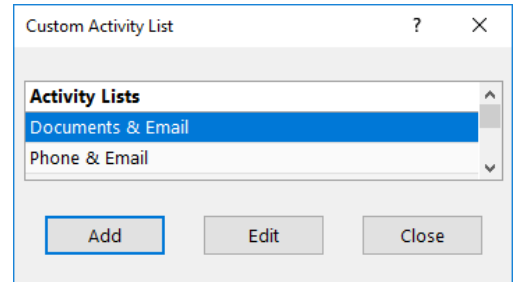 Custom Activity List ?
Activity Lists
Documents & Email
Phone & Email
Add Edit Close